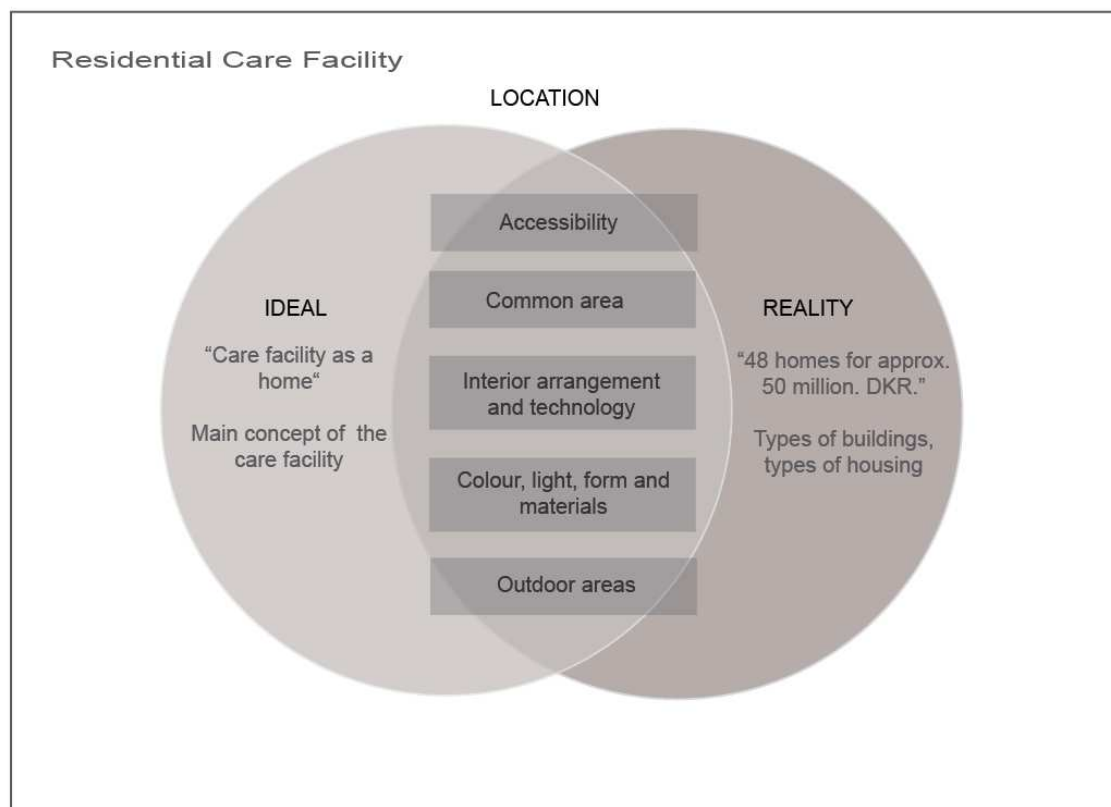 Residential Care Facility
LOCATION
IDEAL
“Care facility as a
home“
Main concept of the
care facility
Accessibility
Common area
Interior arrangement
and technology
Colour, light, form and
materials
Outdoor areas
REALITY
“48 homes for approx.
50 million. DKR.”
Types of buildings,
types of housing